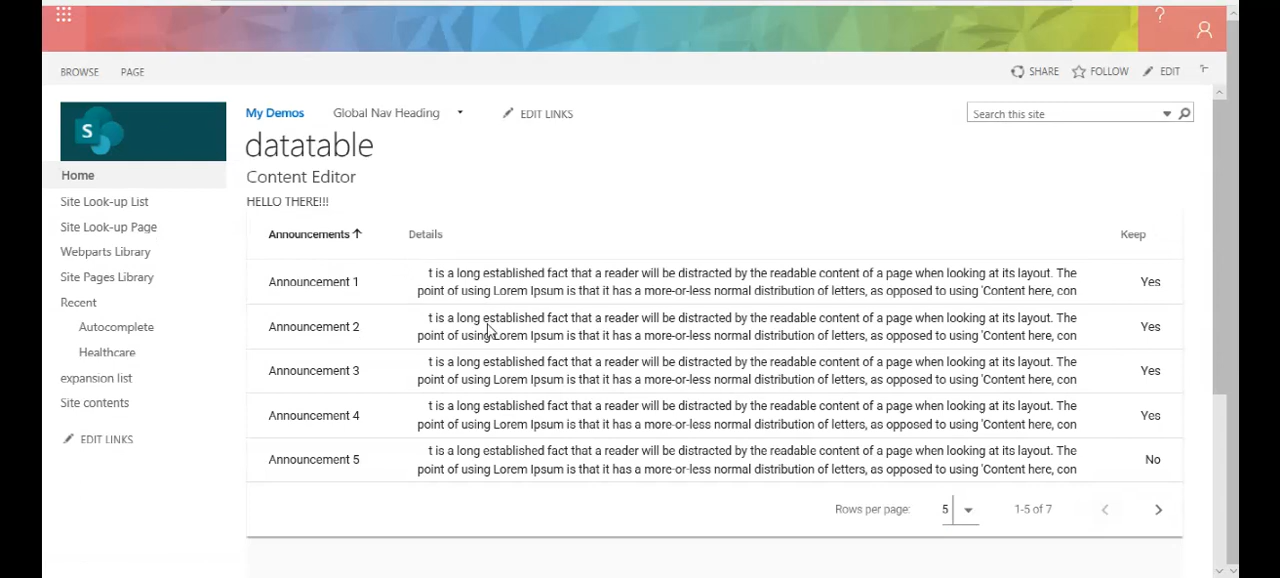 ?
BROWSE PAGE SHARE FOLLOW EDIT
S
My Demos Global Nav Heading EDIT LINKS Search this site
datatable
Content Editor
HELLO THERE!!!
Home
Site Look-up List
Site Look-up Page
Webparts Library
Site Pages Library
Recent
Autocomplete
Healthcare
expansion list
Site contents
EDIT LINKS
Announcements Details Keep
Announcement 1 t is a long established fact that a reader will be distracted by the readable content of a page when looking at its layout. The Yes
point of using Lorem Ipsum is that it has a more-or-less normal distribution of letters, as opposed to using 'Content here, con
Announcement 2 t is a long established fact that a reader will be distracted by the readable content of a page when looking at its layout. The Yes
point of using Lorem Ipsum is that it has a more-or-less normal distribution of letters, as opposed to using 'Content here, con
Announcement 3 t is a long established fact that a reader will be distracted by the readable content of a page when looking at its layout. The Yes
point of using Lorem Ipsum is that it has a more-or-less normal distribution of letters, as opposed to using 'Content here, con
Announcement 4 t is a long established fact that a reader will be distracted by the readable content of a page when looking at its layout. The Yes
point of using Lorem Ipsum is that it has a more-or-less normal distribution of letters, as opposed to using 'Content here, con
Announcement 5 t is a long established fact that a reader will be distracted by the readable content of a page when looking at its layout. The No
point of using Lorem Ipsum is that it has a more-or-less normal distribution of letters, as opposed to using 'Content here, con
Rows per page: 5 1-5 of 7